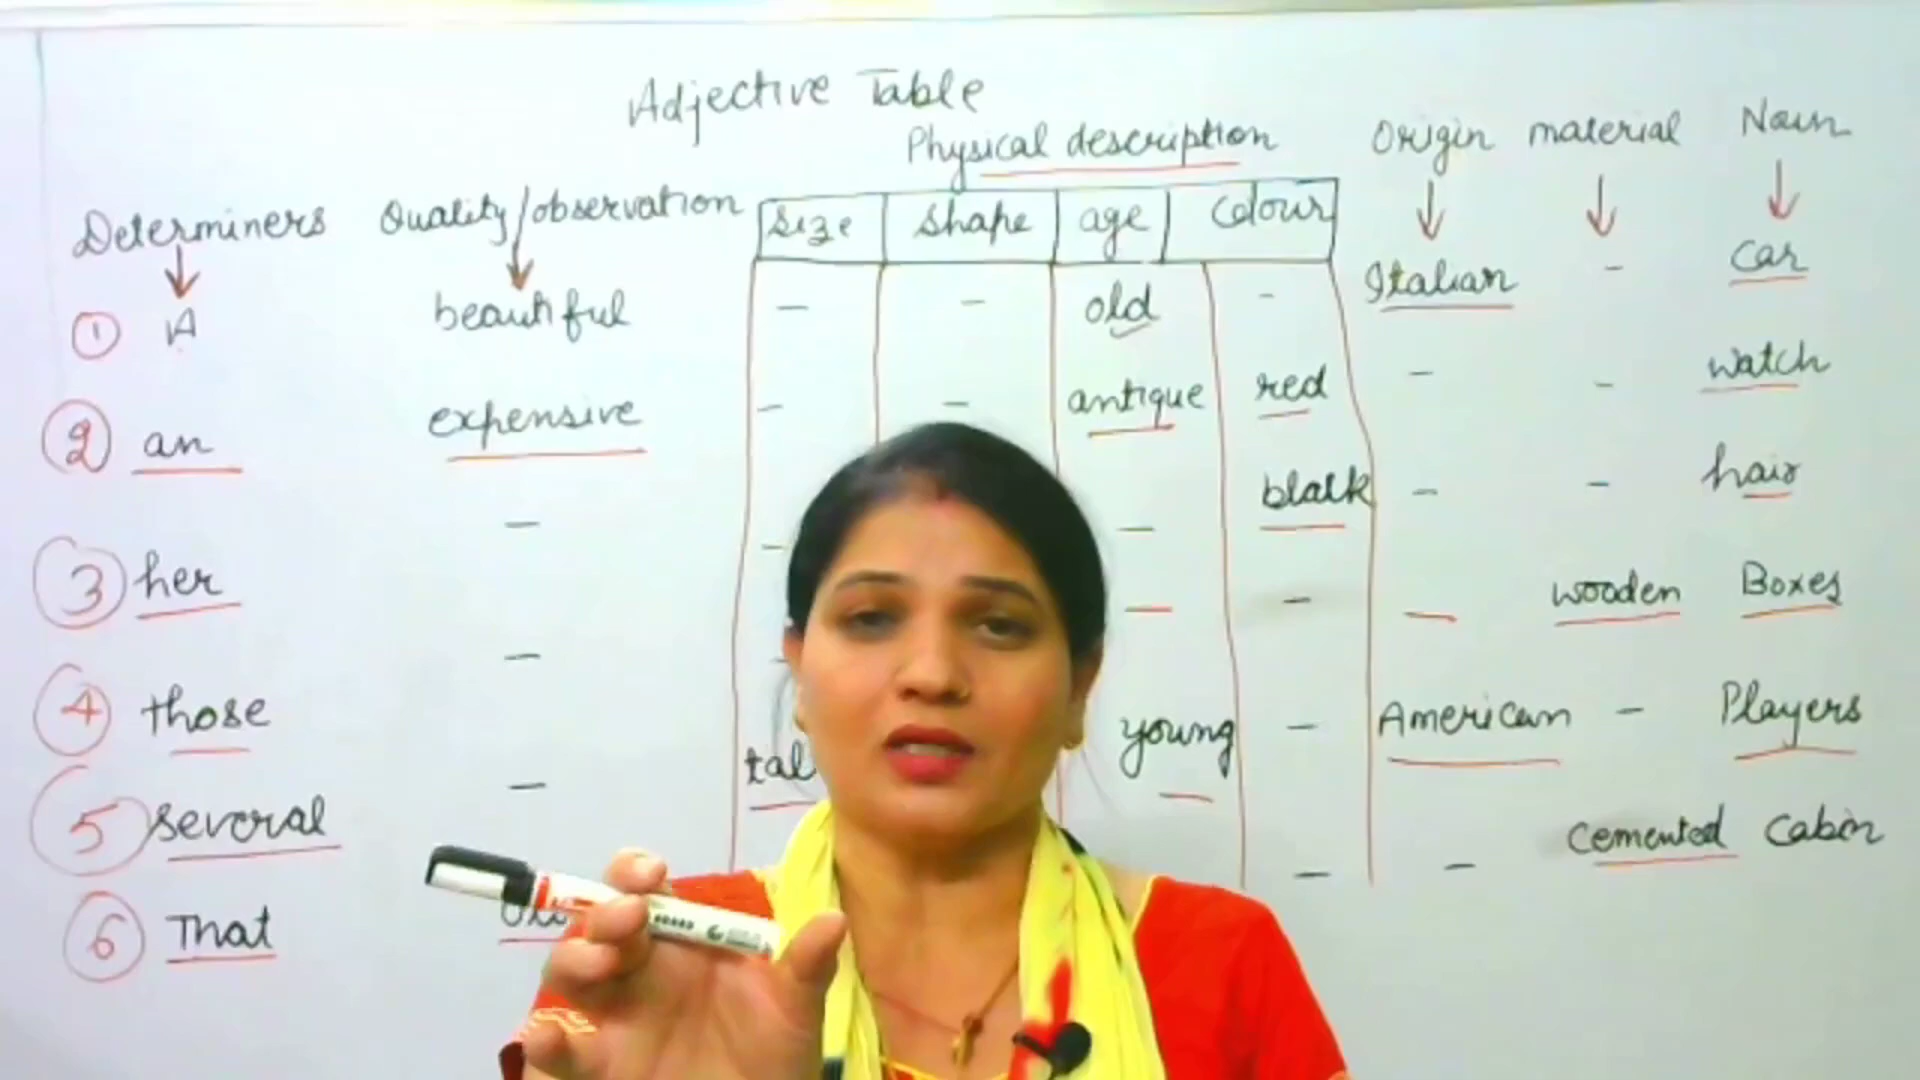 Adjective Table
Physical description
Determiners Quality/observation size shape age colour Origin material Noun
① A beautiful – – old – Italian – car
② an expensive – – antique red – – watch
③ her – – – black – – hair
④ those – – – – – wooden Boxes
⑤ several – young – American – Players
⑥ That – – cemented Cabin